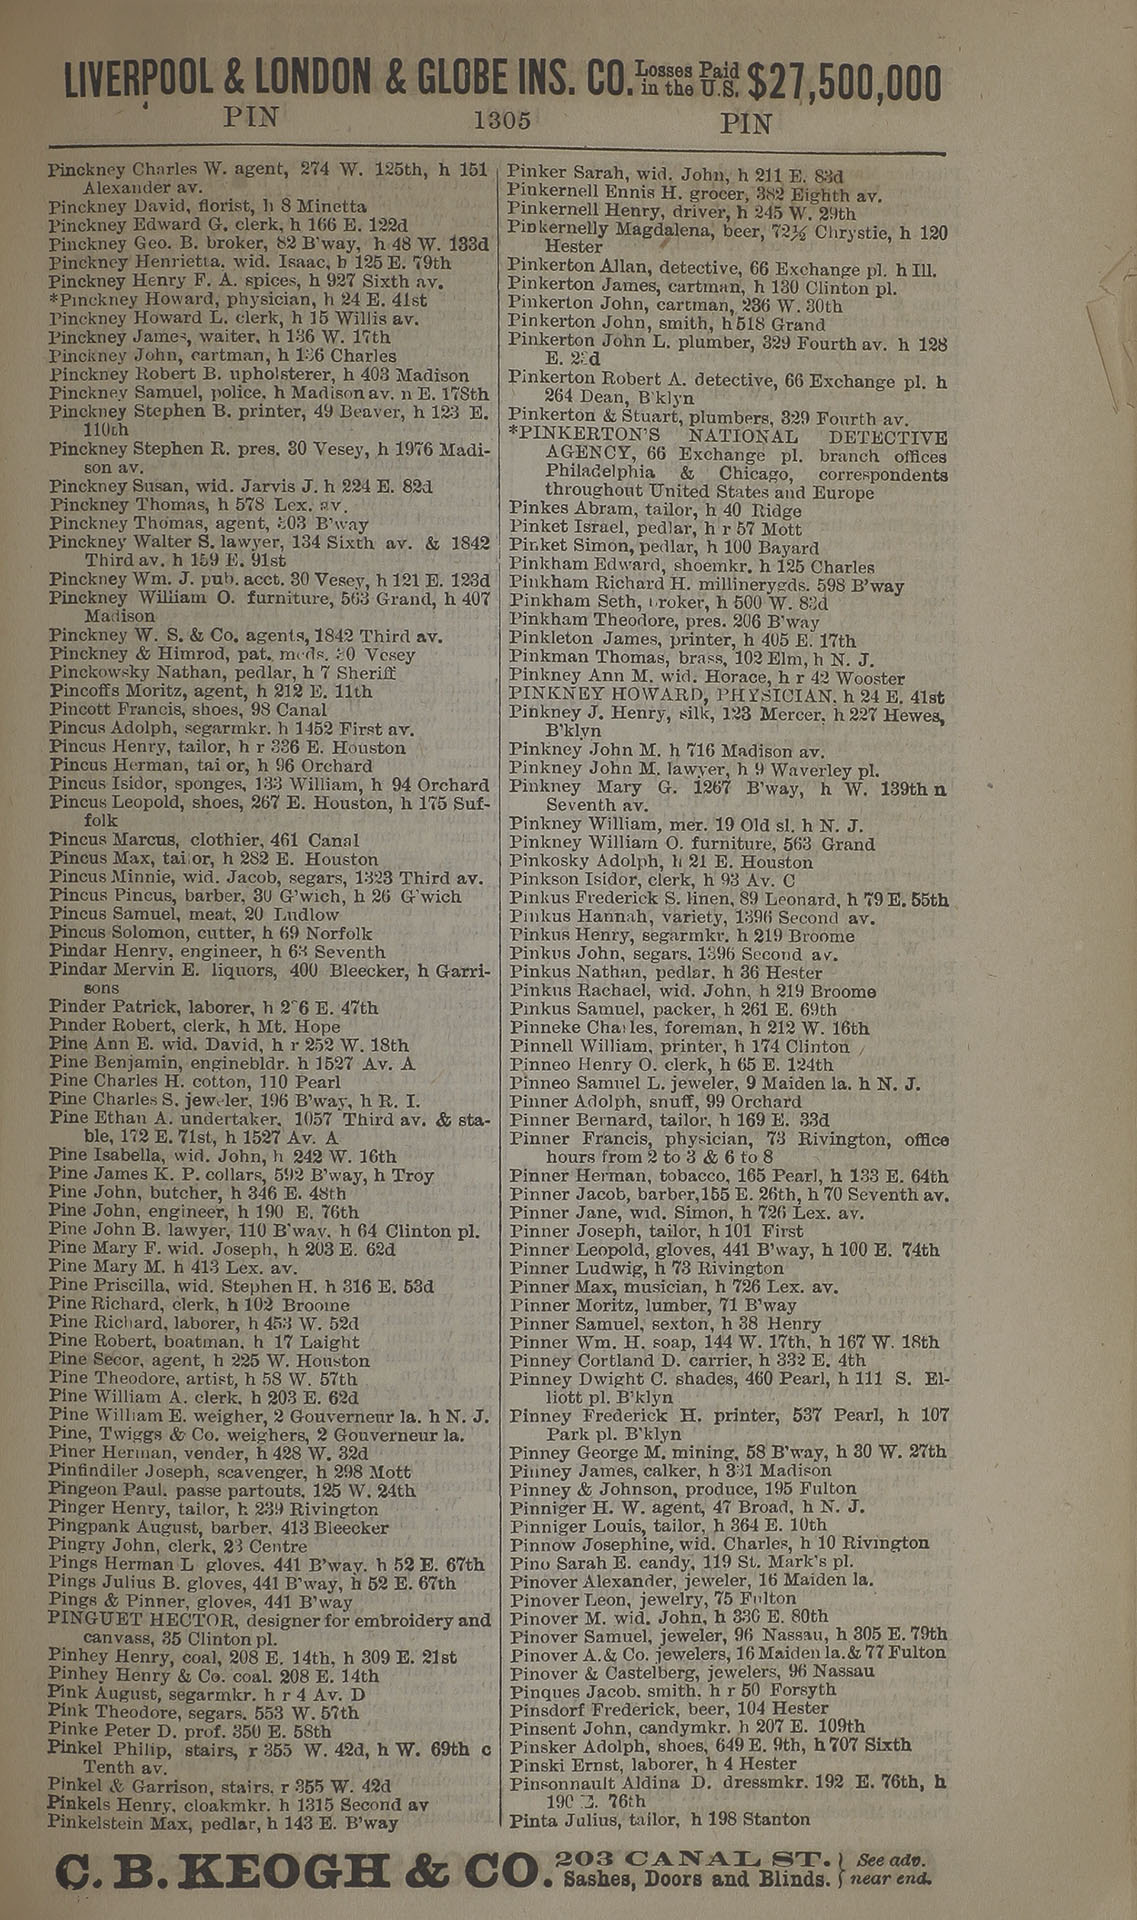 LIVERPOOL & LONDON & GLOBE INS. CO. Losses Paid in the U.S. $27,500,000
PIN 1305 PIN
Pinckney Charles W. agent, 274 W. 125th, h 151
Alexander av.
Pinckney David, florist, h 8 Minetta
Pinckney Edward G. clerk, h 166 E. 122d
Pinckney Geo. B. broker, 82 B'way, h 48 W. 133d
Pinckney Henrietta, wid. Isaac, h 125 E. 79th
Pinckney Henry F. A. spices, h 927 Sixth av.
*Pinckney Howard, physician, h 24 E. 41st
Pinckney Howard L. clerk, h 15 Willis av.
Pinckney James, waiter, h 136 W. 17th
Pinckney John, cartman, h 136 Charles
Pinckney Robert B. upholsterer, h 403 Madison
Pinckney Samuel, police, h Madison av. n E. 178th
Pinckney Stephen B. printer, 49 Beaver, h 123 E.
110th
Pinckney Stephen R. pres. 30 Vesey, h 1976 Madi-
son av.
Pinckney Susan, wid. Jarvis J. h 224 E. 82d
Pinckney Thomas, h 578 Lex. av.
Pinckney Thomas, agent, 303 B'way
Pinckney Walter S. lawyer, 134 Sixth av. & 1842
Third av. h 159 E. 91st
Pinckney Wm. J. pub. acct. 30 Vesey, h 121 E. 123d
Pinckney William O. furniture, 563 Grand, h 407
Madison
Pinckney W. S. & Co. agents, 1842 Third av.
Pinckney & Himrod, pat. meds. 30 Vesey
Pinckowsky Nathan, pedlar, h 7 Sheriff
Pincoffs Moritz, agent, h 212 E. 11th
Pincott Francis, shoes, 98 Canal
Pincus Adolph, segarmkr. h 1452 First av.
Pincus Henry, tailor, h r 336 E. Houston
Pincus Herman, tai or, h 96 Orchard
Pincus Isidor, sponges, 133 William, h 94 Orchard
Pincus Leopold, shoes, 267 E. Houston, h 175 Suf-
folk
Pincus Marcus, clothier, 461 Canal
Pincus Max, tailor, h 282 E. Houston
Pincus Minnie, wid. Jacob, segars, 1323 Third av.
Pincus Pincus, barber, 30 G'wich, h 26 G'wich
Pincus Samuel, meat, 20 Ludlow
Pincus Solomon, cutter, h 69 Norfolk
Pindar Henry, engineer, h 63 Seventh
Pindar Mervin E. liquors, 400 Bleecker, h Garri-
sons
Pinder Patrick, laborer, h 6 E. 47th
Pinder Robert, clerk, h Mt. Hope
Pine Ann E. wid. David, h r 252 W. 18th
Pine Benjamin, enginebldr. h 1527 Av. A
Pine Charles H. cotton, 110 Pearl
Pine Charles S. jeweler, 196 B'way, h R. I.
Pine Ethan A. undertaker, 1057 Third av. & sta-
ble, 172 E. 71st, h 1527 Av. A
Pine Isabella, wid. John, h 242 W. 16th
Pine James K. P. collars, 592 B'way, h Troy
Pine John, butcher, h 346 E. 48th
Pine John, engineer, h 190 E. 76th
Pine John B. lawyer, 110 B'way, h 64 Clinton pl.
Pine Mary F. wid. Joseph, h 203 E. 62d
Pine Mary M. h 413 Lex. av.
Pine Priscilla, wid. Stephen H. h 316 E. 53d
Pine Richard, clerk, h 102 Broome
Pine Richard, laborer, h 453 W. 52d
Pine Robert, boatman, h 17 Laight
Pine Secor, agent, h 225 W. Houston
Pine Theodore, artist, h 58 W. 57th
Pine William A. clerk, h 203 E. 62d
Pine William E. weigher, 2 Gouverneur la. h N. J.
Pine, Twiggs & Co. weighers, 2 Gouverneur la.
Piner Herman, vender, h 428 W. 32d
Pinfindiler Joseph, scavenger, h 298 Mott
Pingeon Paul, passe partouts, 125 W. 24th
Pinger Henry, tailor, h 239 Rivington
Pingpank August, barber, 413 Bleecker
Pingry John, clerk, 23 Centre
Pings Herman L gloves, 441 B'way, h 52 E. 67th
Pings Julius B. gloves, 441 B'way, h 52 E. 67th
Pings & Pinner, gloves, 441 B'way
PINGUET HECTOR, designer for embroidery and
canvass, 35 Clinton pl.
Pinhey Henry, coal, 208 E. 14th, h 309 E. 21st
Pinhey Henry & Co. coal, 208 E. 14th
Pink August, segarmkr. h r 4 Av. D
Pink Theodore, segars, 553 W. 57th
Pinke Peter D. prof. 350 E. 58th
Pinkel Philip, stairs, r 355 W. 42d, h W. 69th c
Tenth av.
Pinkel & Garrison, stairs, r 355 W. 42d
Pinkels Henry, cloakmkr. h 1315 Second av
Pinkelstein Max, pedlar, h 143 E. B'way
Pinker Sarah, wid. John, h 211 E. 83d
Pinkernell Ennis H. grocer, 382 Eighth av.
Pinkernell Henry, driver, h 245 W. 29th
Pinkernelly Magdalena, beer, 72½ Chrystie, h 120
Hester
Pinkerton Allan, detective, 66 Exchange pl. h Ill.
Pinkerton James, cartman, h 130 Clinton pl.
Pinkerton John, cartman, 236 W. 30th
Pinkerton John, smith, h 518 Grand
Pinkerton John L. plumber, 329 Fourth av. h 128
E. 23d
Pinkerton Robert A. detective, 66 Exchange pl. h
264 Dean, B'klyn
Pinkerton & Stuart, plumbers, 329 Fourth av.
*PINKERTON'S NATIONAL DETECTIVE
AGENCY, 66 Exchange pl. branch offices
Philadelphia & Chicago, correspondents
throughout United States and Europe
Pinkes Abram, tailor, h 40 Ridge
Pinket Israel, pedlar, h r 57 Mott
Pinket Simon, pedlar, h 100 Bayard
Pinkham Edward, shoemkr. h 125 Charles
Pinkham Richard H. millinerygds. 598 B'way
Pinkham Seth, broker, h 500 W. 82d
Pinkham Theodore, pres. 206 B'way
Pinkleton James, printer, h 405 E. 17th
Pinkman Thomas, brass, 102 Elm, h N. J.
Pinkney Ann M. wid. Horace, h r 42 Wooster
PINKNEY HOWARD, PHYSICIAN, h 24 E. 41st
Pinkney J. Henry, silk, 123 Mercer, h 227 Hewes,
B'klyn
Pinkney John M. h 716 Madison av.
Pinkney John M. lawyer, h 9 Waverley pl.
Pinkney Mary G. 1267 B'way, h W. 139th n
Seventh av.
Pinkney William, mer. 19 Old sl. h N. J.
Pinkney William O. furniture, 563 Grand
Pinkosky Adolph, h 21 E. Houston
Pinkson Isidor, clerk, h 93 Av. C
Pinkus Frederick S. linen, 89 Leonard, h 79 E. 55th
Pinkus Hannah, variety, 1396 Second av.
Pinkus Henry, segarmkr. h 219 Broome
Pinkus John, segars, 1396 Second av.
Pinkus Nathan, pedlar, h 36 Hester
Pinkus Rachael, wid. John, h 219 Broome
Pinkus Samuel, packer, h 261 E. 69th
Pinneke Charles, foreman, h 212 W. 16th
Pinnell William, printer, h 174 Clinton
Pinneo Henry O. clerk, h 65 E. 124th
Pinneo Samuel L. jeweler, 9 Maiden la. h N. J.
Pinner Adolph, snuff, 99 Orchard
Pinner Bernard, tailor, h 169 E. 33d
Pinner Francis, physician, 73 Rivington, office
hours from 2 to 3 & 6 to 8
Pinner Herman, tobacco, 165 Pearl, h 133 E. 64th
Pinner Jacob, barber, 155 E. 26th, h 70 Seventh av.
Pinner Jane, wid. Simon, h 726 Lex. av.
Pinner Joseph, tailor, h 101 First
Pinner Leopold, gloves, 441 B'way, h 100 E. 74th
Pinner Ludwig, h 73 Rivington
Pinner Max, musician, h 726 Lex. av.
Pinner Moritz, lumber, 71 B'way
Pinner Samuel, sexton, h 38 Henry
Pinner Wm. H. soap, 144 W. 17th, h 167 W. 18th
Pinney Cortland D. carrier, h 332 E. 4th
Pinney Dwight C. shades, 460 Pearl, h 111 S. El-
liott pl. B'klyn
Pinney Frederick H. printer, 537 Pearl, h 107
Park pl. B'klyn
Pinney George M. mining, 58 B'way, h 30 W. 27th
Pinney James, calker, h 331 Madison
Pinney & Johnson, produce, 195 Fulton
Pinniger H. W. agent, 47 Broad, h N. J.
Pinniger Louis, tailor, h 364 E. 10th
Pinnow Josephine, wid. Charles, h 10 Rivington
Pino Sarah E. candy, 119 St. Mark's pl.
Pinover Alexander, jeweler, 16 Maiden la.
Pinover Leon, jewelry, 75 Fulton
Pinover M. wid. John, h 336 E. 80th
Pinover Samuel, jeweler, 96 Nassau, h 305 E. 79th
Pinover A. & Co. jewelers, 16 Maiden la. & 77 Fulton
Pinover & Castelberg, jewelers, 96 Nassau
Pinques Jacob, smith, h r 50 Forsyth
Pinsdorf Frederick, beer, 104 Hester
Pinsent John, candymkr. h 207 E. 109th
Pinsker Adolph, shoes, 649 E. 9th, h 707 Sixth
Pinski Ernst, laborer, h 4 Hester
Pinsonnault Aldina D. dressmkr. 192 E. 76th, h
190 E. 76th
Pinta Julius, tailor, h 198 Stanton
C. B. KEOGH & CO. 203 CANAL ST. } See adv.
Sashes, Doors and Blinds. } near end.